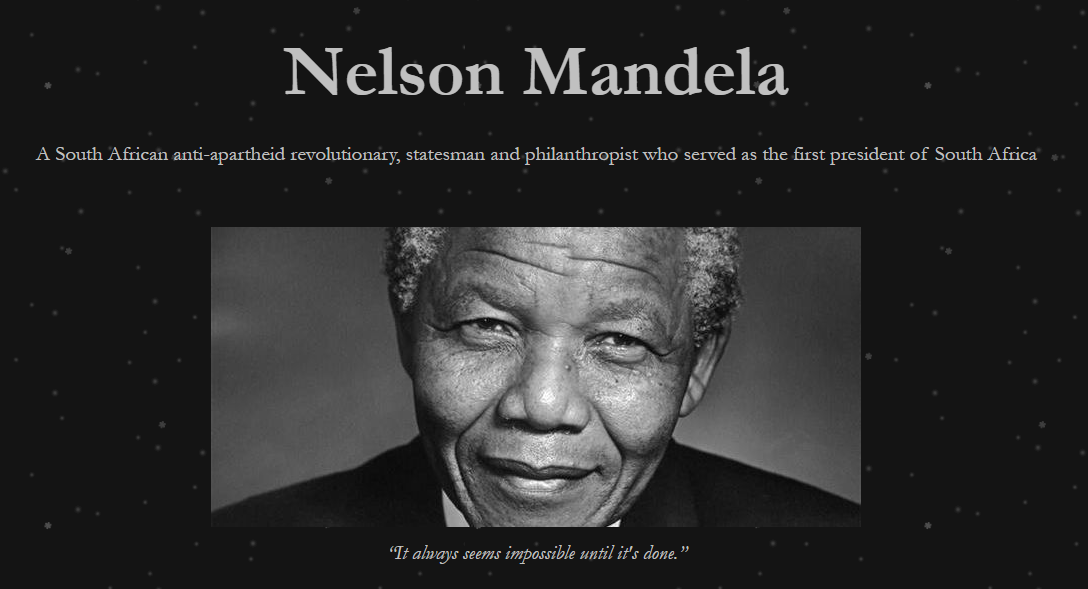 Nelson Mandela
A South African anti-apartheid revolutionary, statesman and philanthropist who served as the first president of South Africa
“It always seems impossible until it's done.”